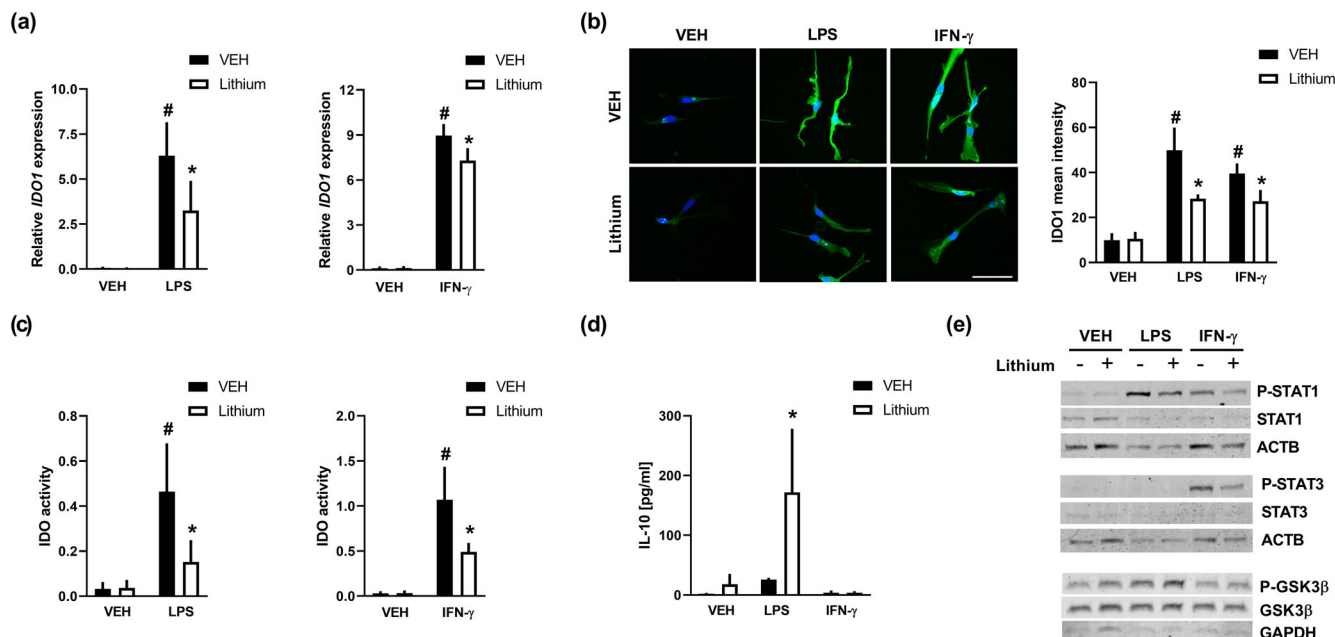 (a)
VEH
Lithium
Relative IDO1 expression
9.0
7.5
6.0
5.0
2.5
0.0
#
*
VEH
LPS
VEH
Lithium
Relative IDO1 expression
12
9
6
3
0
#
*
VEH
IFN-γ
(b)
VEH
LPS
IFN-γ
VEH
Lithium
VEH
Lithium
IDO1 mean intensity
80
60
40
20
0
#
*
#
*
VEH
LPS
IFN-γ
(c)
VEH
Lithium
IDO activity
0.8
0.6
0.4
0.2
0.0
#
*
VEH
LPS
VEH
Lithium
IDO activity
2.0
1.5
1.0
0.5
0.0
#
*
VEH
IFN-γ
(d)
VEH
Lithium
IL-10 [pg/ml]
300
200
100
0
*
VEH
LPS
IFN-γ
(e)
VEH LPS IFN-γ
Lithium - + - + - +
P-STAT1
STAT1
ACTB
P-STAT3
STAT3
ACTB
P-GSK3β
GSK3β
GAPDH